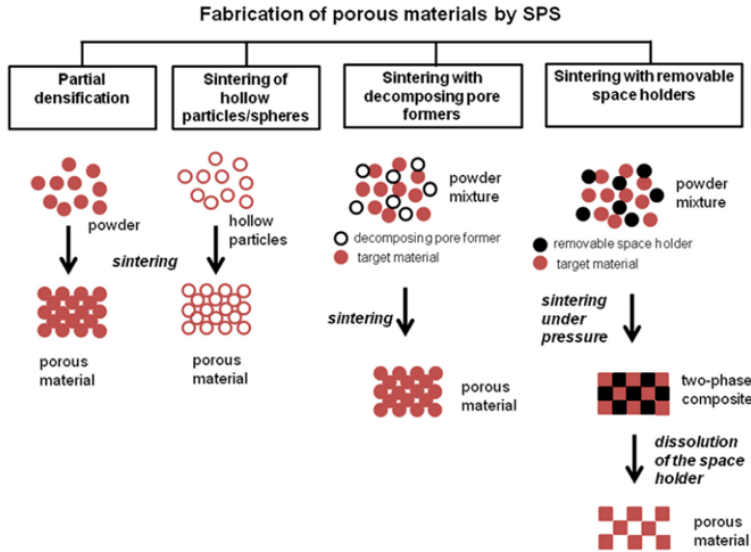 Fabrication of porous materials by SPS
Partial
densification
Sintering of
hollow
particles/spheres
Sintering with
decomposing pore
formers
Sintering with removable
space holders
powder
hollow
particles
sintering
porous
material
porous
material
powder
mixture
decomposing pore former
target material
sintering
porous
material
powder
mixture
removable space holder
target material
sintering
under
pressure
two-phase
composite
dissolution
of the space
holder
porous
material